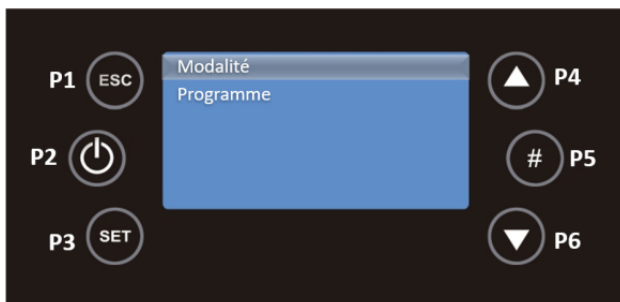 Modalité
Programme
P1 ESC
P2
P3 SET
P4
# P5
P6